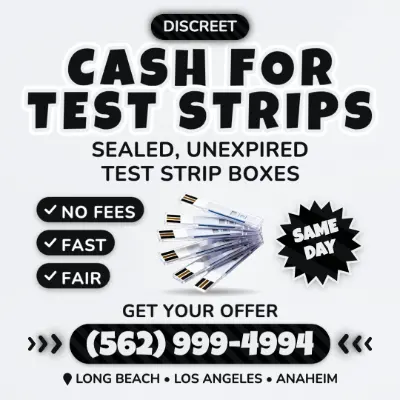 DISCREET
CASH FOR
TEST STRIPS
SEALED, UNEXPIRED
TEST STRIP BOXES
NO FEES
FAST
FAIR
SAME
DAY
GET YOUR OFFER
(562) 999-4994
LONG BEACH • LOS ANGELES • ANAHEIM